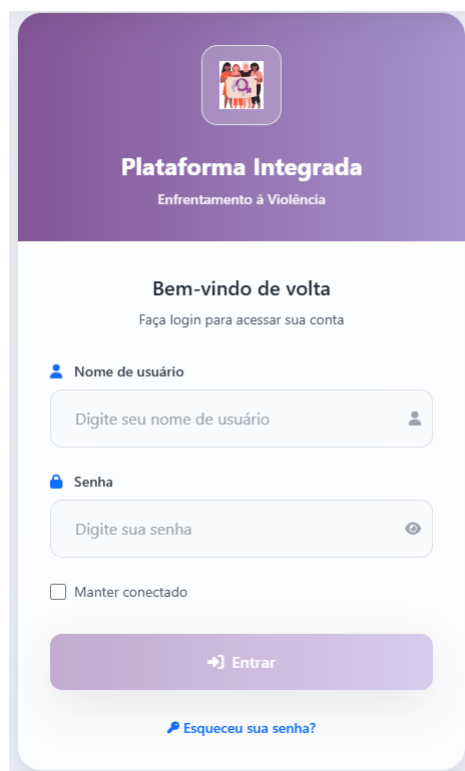 Plataforma Integrada
Enfrentamento à Violência
Bem-vindo de volta
Faça login para acessar sua conta
Nome de usuário
Digite seu nome de usuário
Senha
Digite sua senha
Manter conectado
Entrar
Esqueceu sua senha?